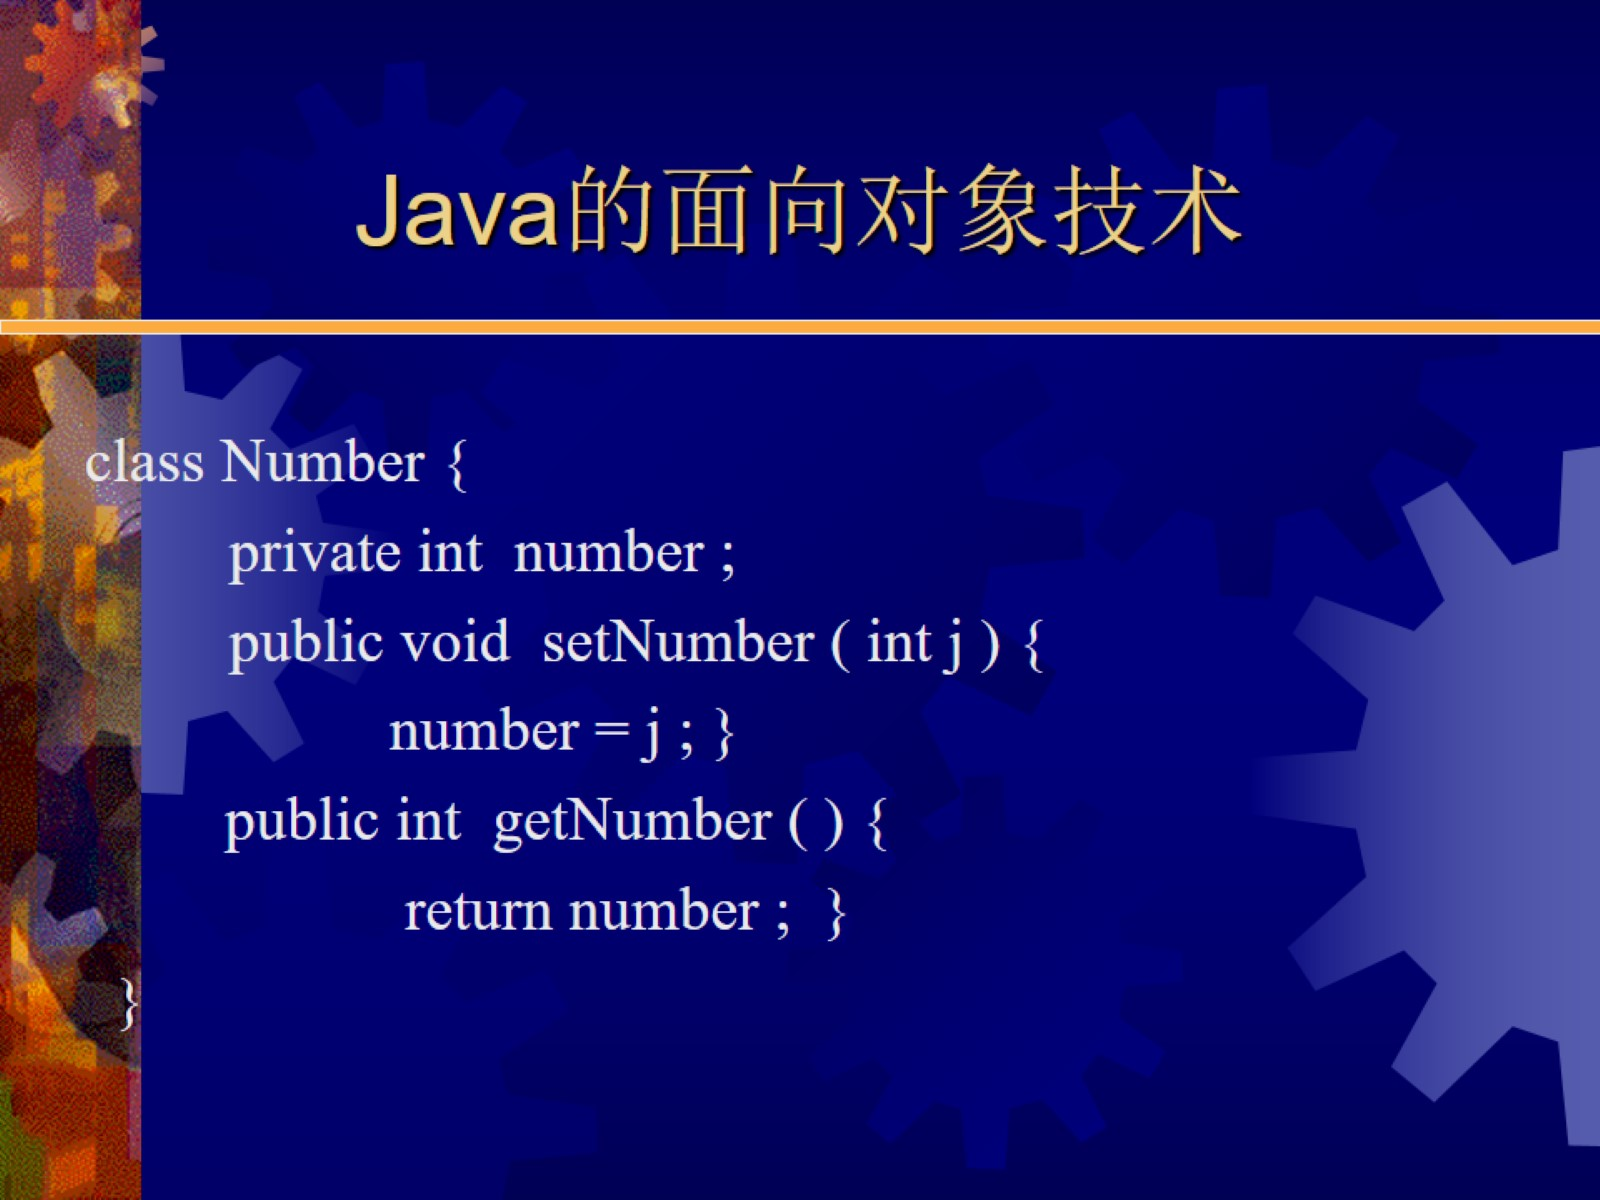 Java的面向对象技术
class Number {
private int  number ;
public void  setNumber ( int j ) {
number = j ; }
public int  getNumber ( ) {
return number ;  }
}